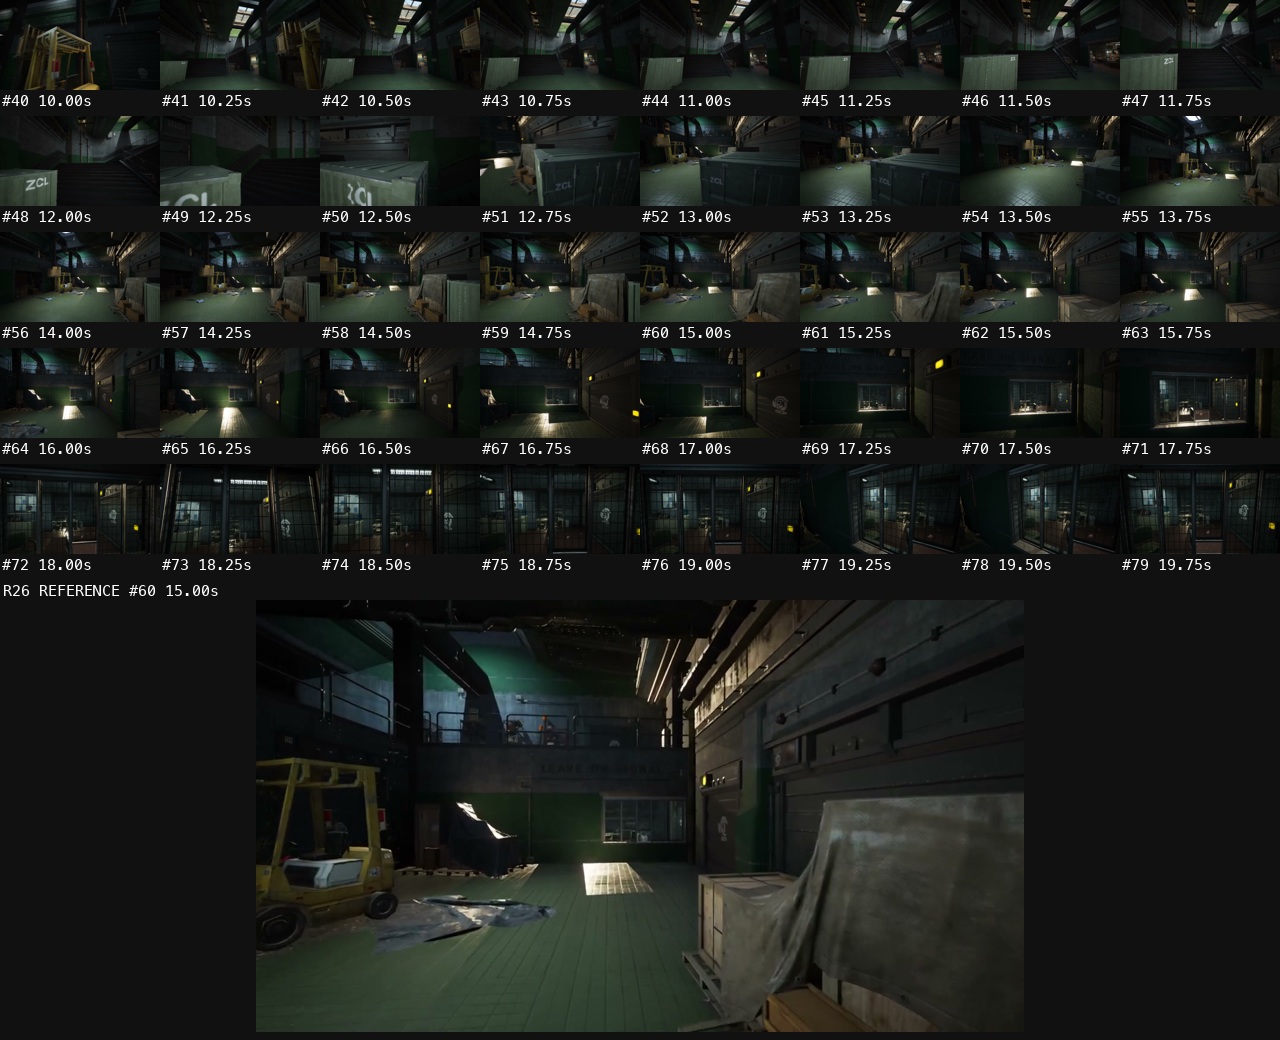 #40 10.00s #41 10.25s #42 10.50s #43 10.75s #44 11.00s #45 11.25s #46 11.50s #47 11.75s
ZCL
ZCL
ZCL
ZCL
ZCL
ZCL
#48 12.00s #49 12.25s #50 12.50s #51 12.75s #52 13.00s #53 13.25s #54 13.50s #55 13.75s
#56 14.00s #57 14.25s #58 14.50s #59 14.75s #60 15.00s #61 15.25s #62 15.50s #63 15.75s
#64 16.00s #65 16.25s #66 16.50s #67 16.75s #68 17.00s #69 17.25s #70 17.50s #71 17.75s
#72 18.00s #73 18.25s #74 18.50s #75 18.75s #76 19.00s #77 19.25s #78 19.50s #79 19.75s
R26 REFERENCE #60 15.00s